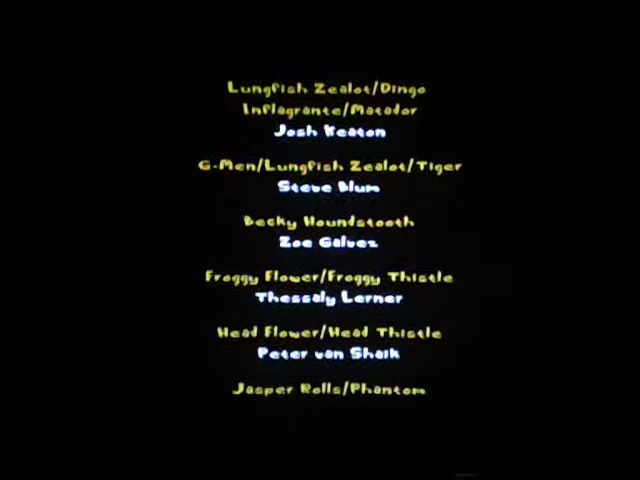 Lungfish Zealot/Dingo
Inflagrante/Matador
Josh Keaton
G-Men/Lungfish Zealot/Tiger
Steve Blum
Becky Houndstooth
Zoe Galvez
Froggy Flower/Froggy Thistle
Thessaly Lerner
Head Flower/Head Thistle
Peter van Shaik
Jasper Rolls/Phantom